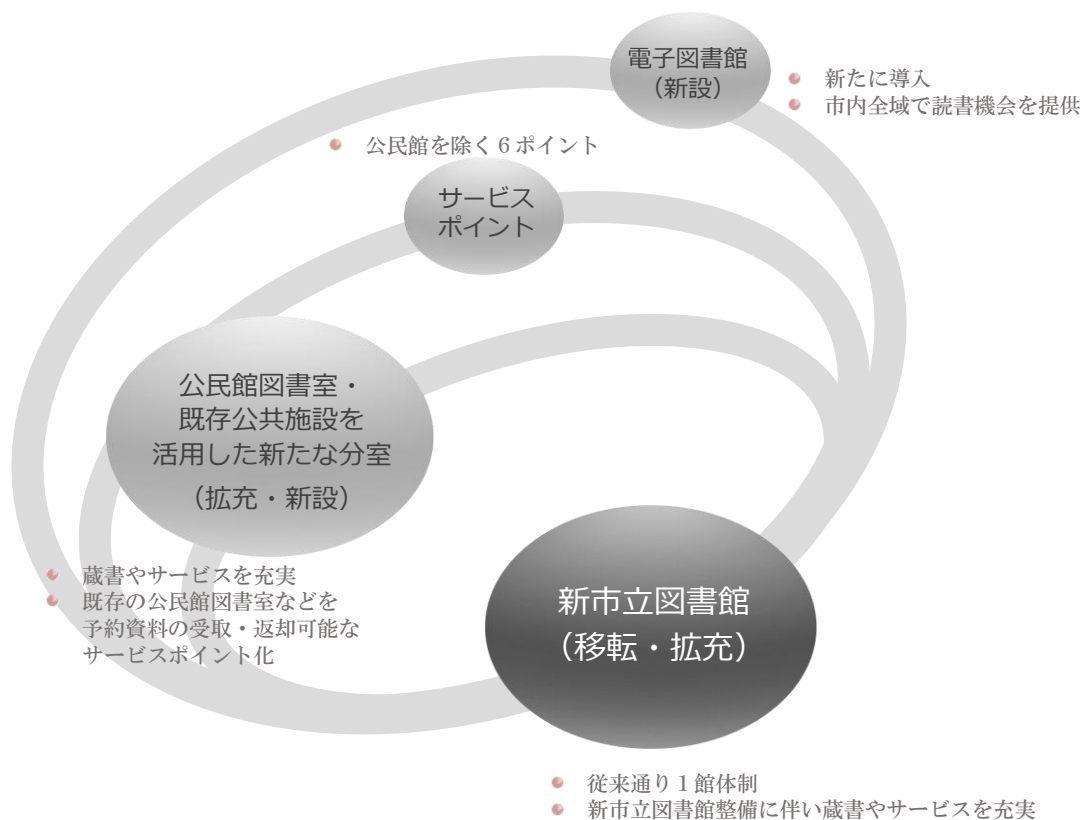 電子図書館
（新設）
新たに導入
市内全域で読書機会を提供
公民館を除く６ポイント
サービス
ポイント
公民館図書室・
既存公共施設を
活用した新たな分室
（拡充・新設）
蔵書やサービスを充実
既存の公民館図書室などを
予約資料の受取・返却可能な
サービスポイント化
新市立図書館
（移転・拡充）
従来通り１館体制
新市立図書館整備に伴い蔵書やサービスを充実